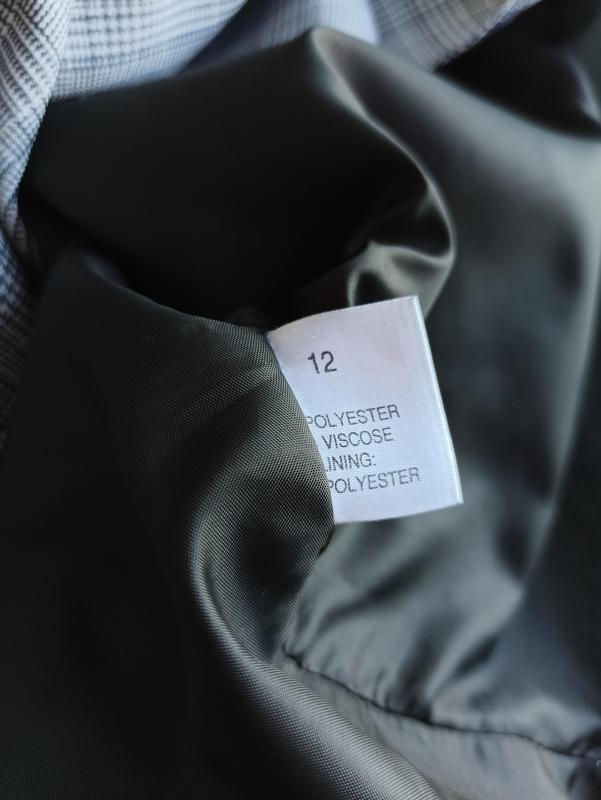 12
POLYESTER
VISCOSE
LINING:
POLYESTER